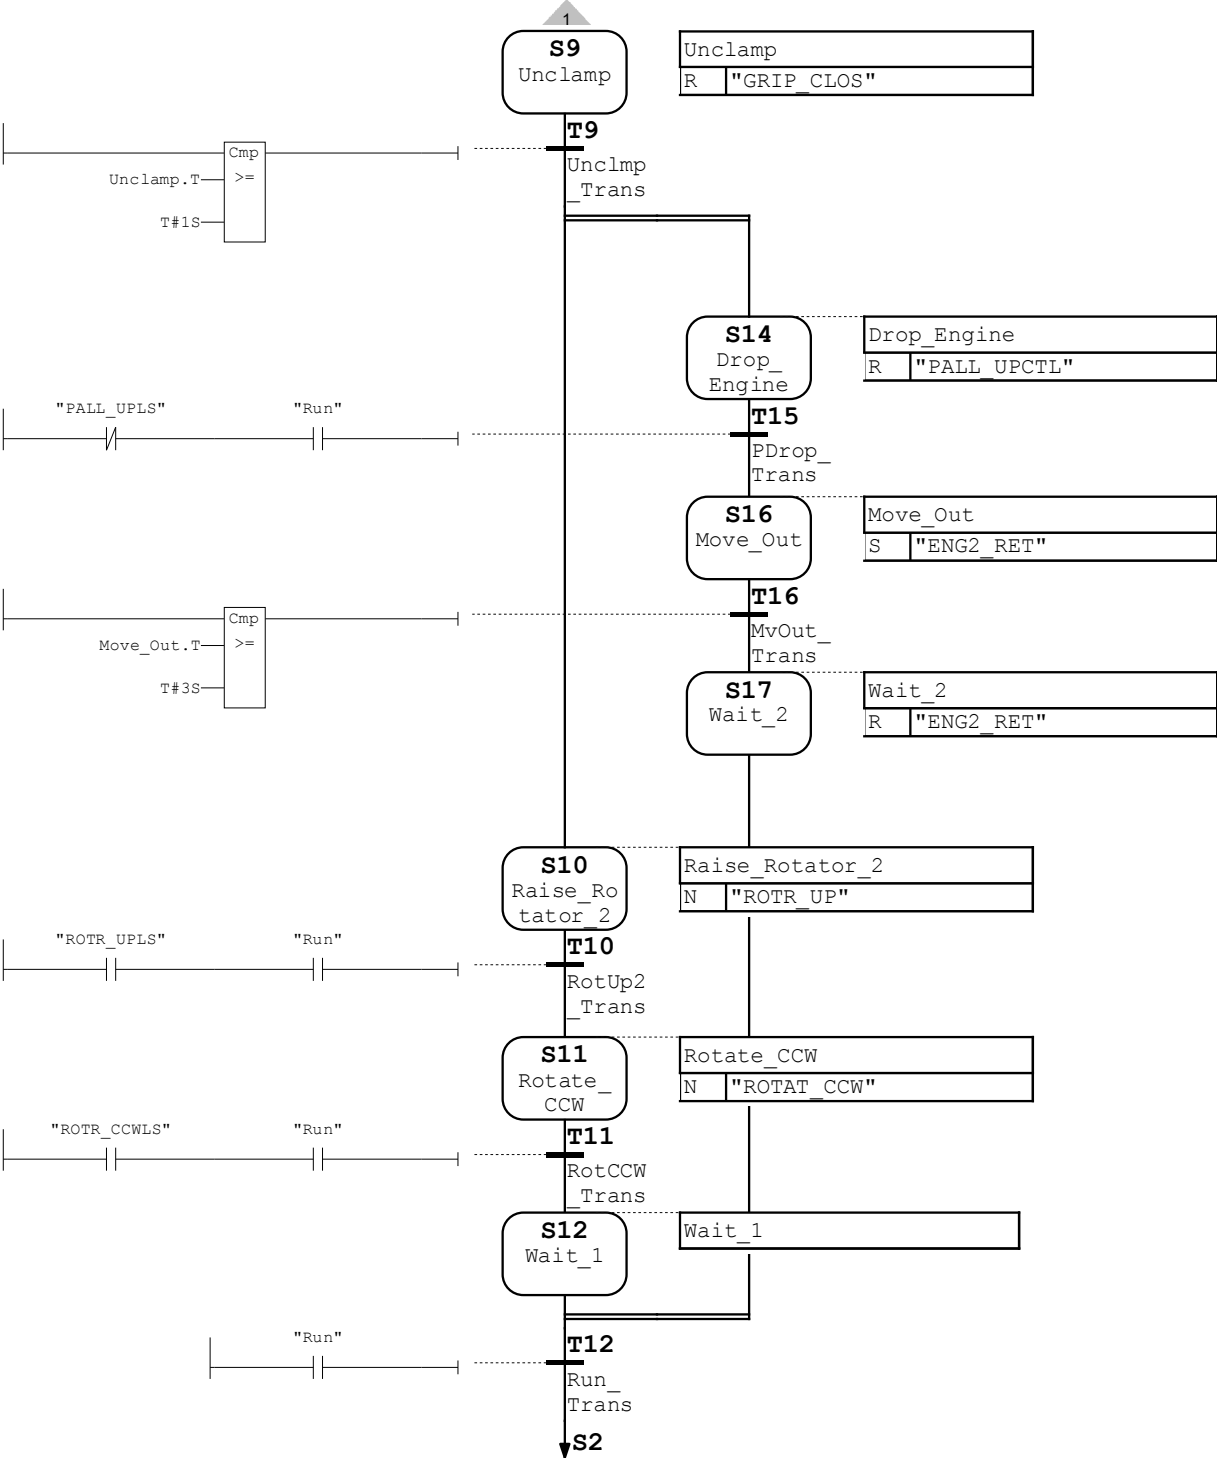 1
S9
Unclamp
Unclamp
R "GRIP_CLOS"
T9
Unclmp
_Trans
Cmp
Unclamp.T >=
T#1S
S14
Drop_
Engine
Drop_Engine
R "PALL_UPCTL"
"PALL_UPLS" "Run"
T15
PDrop_
Trans
S16
Move_Out
Move_Out
S "ENG2_RET"
T16
MvOut_
Trans
Cmp
Move_Out.T >=
T#3S
S17
Wait_2
Wait_2
R "ENG2_RET"
S10
Raise_Ro
tator_2
Raise_Rotator_2
N "ROTR_UP"
"ROTR_UPLS" "Run"
T10
RotUp2
_Trans
S11
Rotate_
CCW
Rotate_CCW
N "ROTAT_CCW"
"ROTR_CCWLS" "Run"
T11
RotCCW
_Trans
S12
Wait_1
Wait_1
"Run"
T12
Run_
Trans
S2